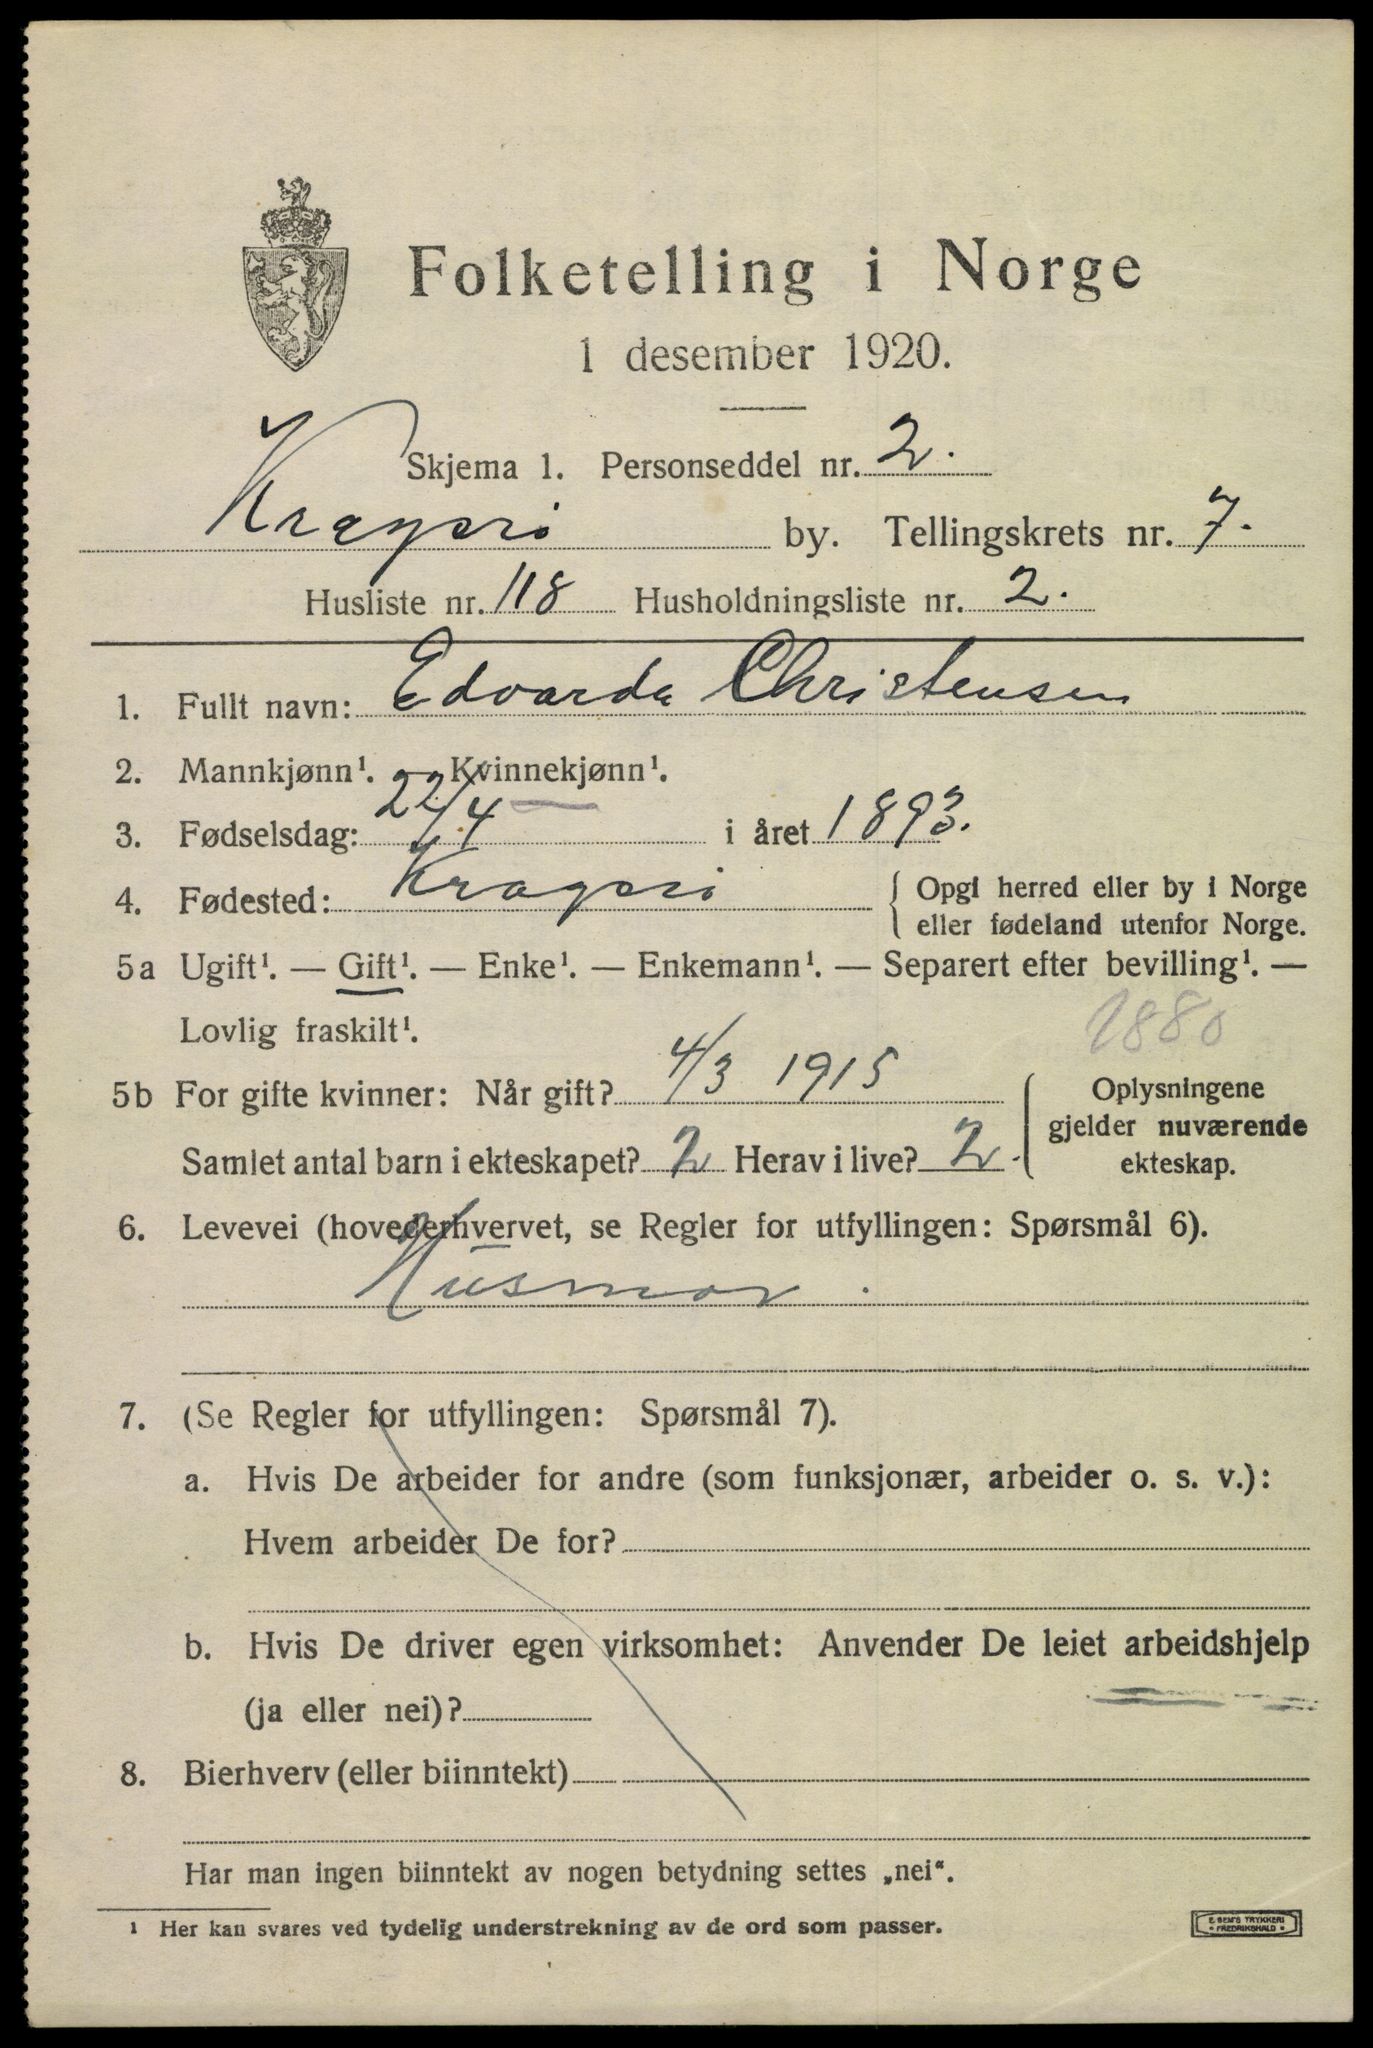 Folketelling i Norge
1 desember 1920.
Skjema 1. Personseddel nr. 2.
Kragerö by. Tellingskrets nr. 7.
Husliste nr. 118 Husholdningsliste nr. 2.
1. Fullt navn: Edvarda Christensen
2. Mannkjønn¹. — Kvinnekjønn¹.
3. Fødselsdag: 22/4 i året 1893.
4. Fødested: Kragerö { Opgi herred eller by i Norge
eller fødeland utenfor Norge.
5a Ugift¹. — Gift¹. — Enke¹. — Enkemann¹. — Separert efter bevilling¹. —
Lovlig fraskilt¹.
1880
5b For gifte kvinner: Når gift? 4/3 1915
Samlet antal barn i ekteskapet? 2 Herav i live? 2.
Oplysningene
gjelder nuværende
ekteskap.
6. Levevei (hovederhvervet, se Regler for utfyllingen: Spørsmål 6).
Husmor.
7. (Se Regler for utfyllingen: Spørsmål 7).
a. Hvis De arbeider for andre (som funksjonær, arbeider o. s. v.):
Hvem arbeider De for?
b. Hvis De driver egen virksomhet: Anvender De leiet arbeidshjelp
(ja eller nei)?
8. Bierhverv (eller biinntekt)
Har man ingen biinntekt av nogen betydning settes „nei“.
¹ Her kan svares ved tydelig understrekning av de ord som passer.
E. SEM'S TRYKKERI
• FREDRIKSHALD •